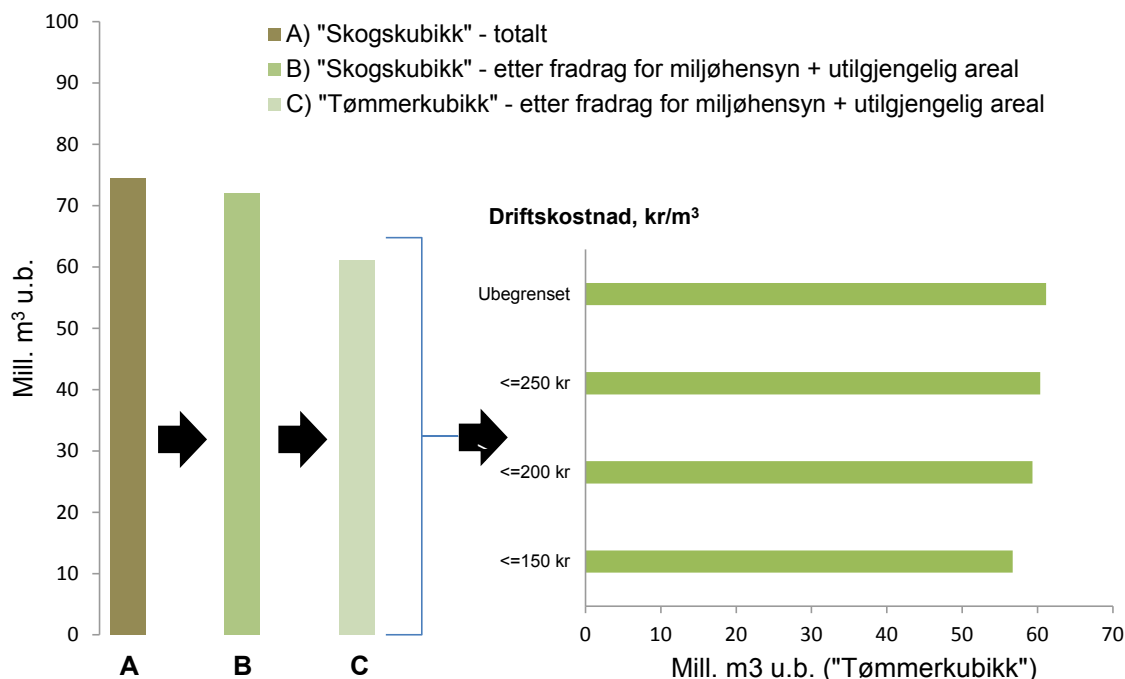 100
90
80
70
60
50
40
30
20
10
0
Mill. m³ u.b.
A) "Skogskubikk" - totalt
B) "Skogskubikk" - etter fradrag for miljøhensyn + utilgjengelig areal
C) "Tømmerkubikk" - etter fradrag for miljøhensyn + utilgjengelig areal
A B C
Driftskostnad, kr/m³
Ubegrenset
<=250 kr
<=200 kr
<=150 kr
0 10 20 30 40 50 60 70
Mill. m3 u.b. ("Tømmerkubikk")